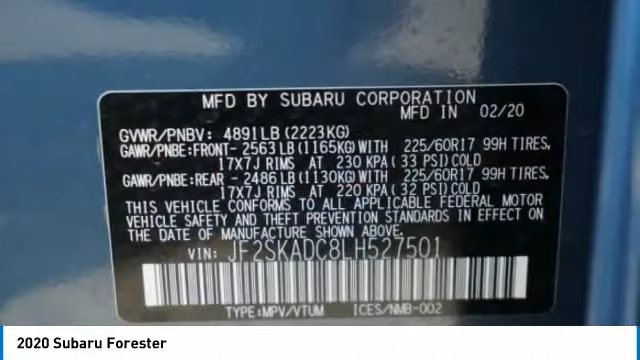 MFD BY SUBARU CORPORATION
MFD IN 02/20
GVWR/PNBV: 4891LB (2223KG)
GAWR/PNBE:FRONT- 2563 LB (1165KG) WITH 225/60R17 99H TIRES,
17X7J RIMS AT 230 KPA ( 33 PSI) COLD
GAWR/PNBE:REAR - 2486 LB (1130KG) WITH 225/60R17 99H TIRES,
17X7J RIMS AT 220 KPA ( 32 PSI) COLD
THIS VEHICLE CONFORMS TO ALL APPLICABLE FEDERAL MOTOR
VEHICLE SAFETY AND THEFT PREVENTION STANDARDS IN EFFECT ON
THE DATE OF MANUFACTURE SHOWN ABOVE.
VIN: JF2SKADC8LH527501
TYPE:MPV/VTUM ICES/NMB-002
2020 Subaru Forester